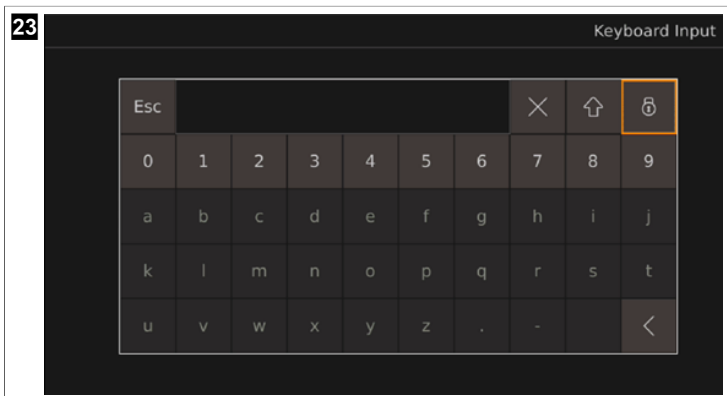 23
Keyboard Input
Esc
0 1 2 3 4 5 6 7 8 9
a b c d e f g h i j
k l m n o p q r s t
u v w x y z . -